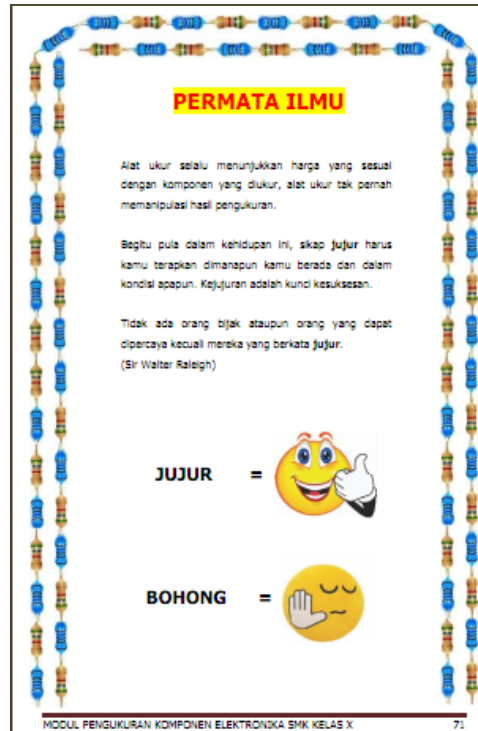 PERMATA ILMU
Alat ukur selalu menunjukkan harga yang sesuai
dengan komponen yang diukur, alat ukur tak pernah
memanipulasi hasil pengukuran.
Begitu pula dalam kehidupan ini, sikap jujur harus
kamu terapkan dimanapun kamu berada dan dalam
kondisi apapun. Kejujuran adalah kunci kesuksesan.
Tidak ada orang bijak ataupun orang yang dapat
dipercaya kecuali mereka yang berkata jujur.
(Sir Walter Raleigh)
JUJUR =
BOHONG =
MODUL PENGUKURAN KOMPONEN ELEKTRONIKA SMK KELAS X 71